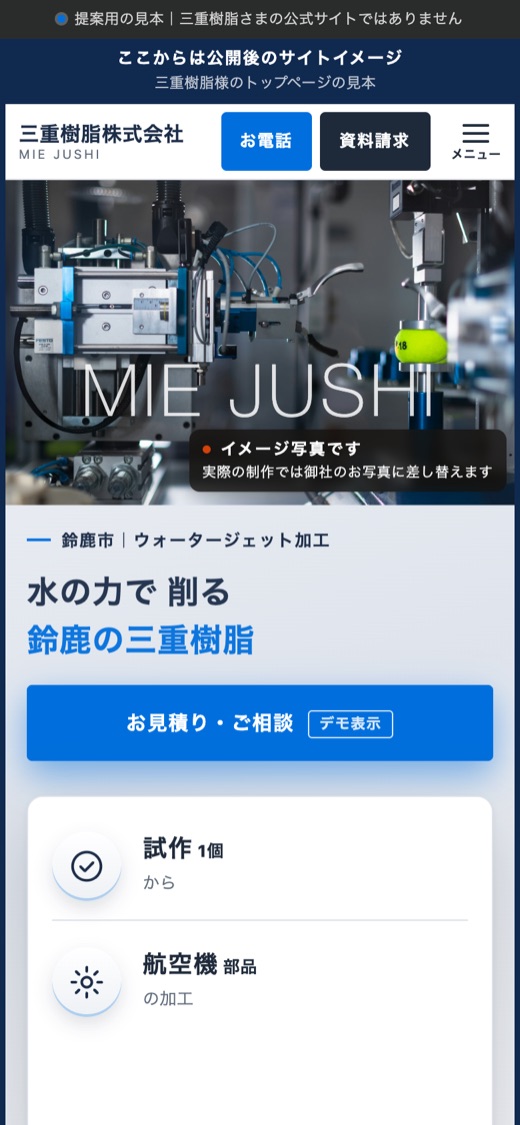 提案用の見本｜三重樹脂さまの公式サイトではありません
ここからは公開後のサイトイメージ
三重樹脂様のトップページの見本
三重樹脂株式会社
MIE JUSHI
お電話
資料請求
メニュー
18
MIE JUSHI
イメージ写真です
実際の制作では御社のお写真に差し替えます
鈴鹿市｜ウォータージェット加工
水の力で 削る
鈴鹿の三重樹脂
お見積り・ご相談 デモ表示
試作 1個
から
航空機 部品
の加工